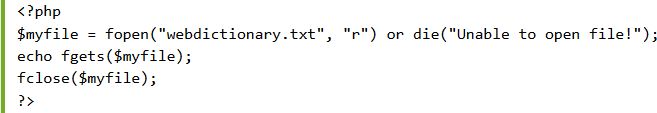 <?php
$myfile = fopen("webdictionary.txt", "r") or die("Unable to open file!");
echo fgets($myfile);
fclose($myfile);
?>